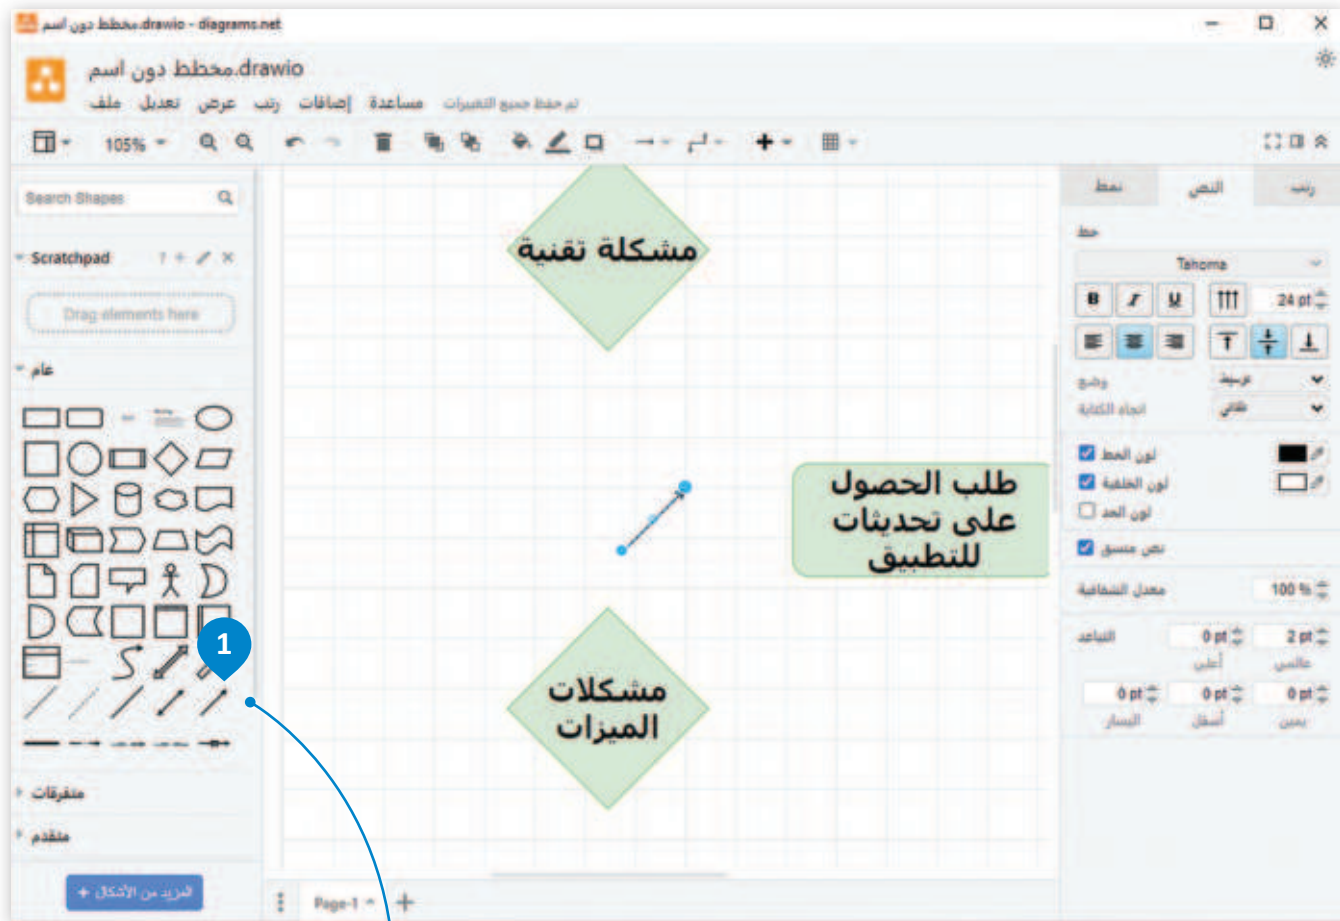 مخطط دون اسم.drawio - diagrams.net
مخطط دون اسم.drawio
ملف تعديل عرض رتب إضافات مساعدة تم حفظ جميع التغييرات
105%
Search Shapes
Scratchpad
Drag elements here
عام
متفرقات
متقدم
المزيد من الأشكال +
1
مشكلة تقنية
طلب الحصول
على تحديثات
للتطبيق
مشكلات
الميزات
Page-1
نمط النص رتب
خط
Tahoma
B I U 24 pt
وضع توسيط
اتجاه الكتابة تلقائي
لون الخط
لون الخلفية
لون الحد
نص منسق
معدل الشفافية 100 %
التباعد 0 pt 2 pt
أعلى عالمي
0 pt 0 pt 0 pt
اليسار أسفل يمين